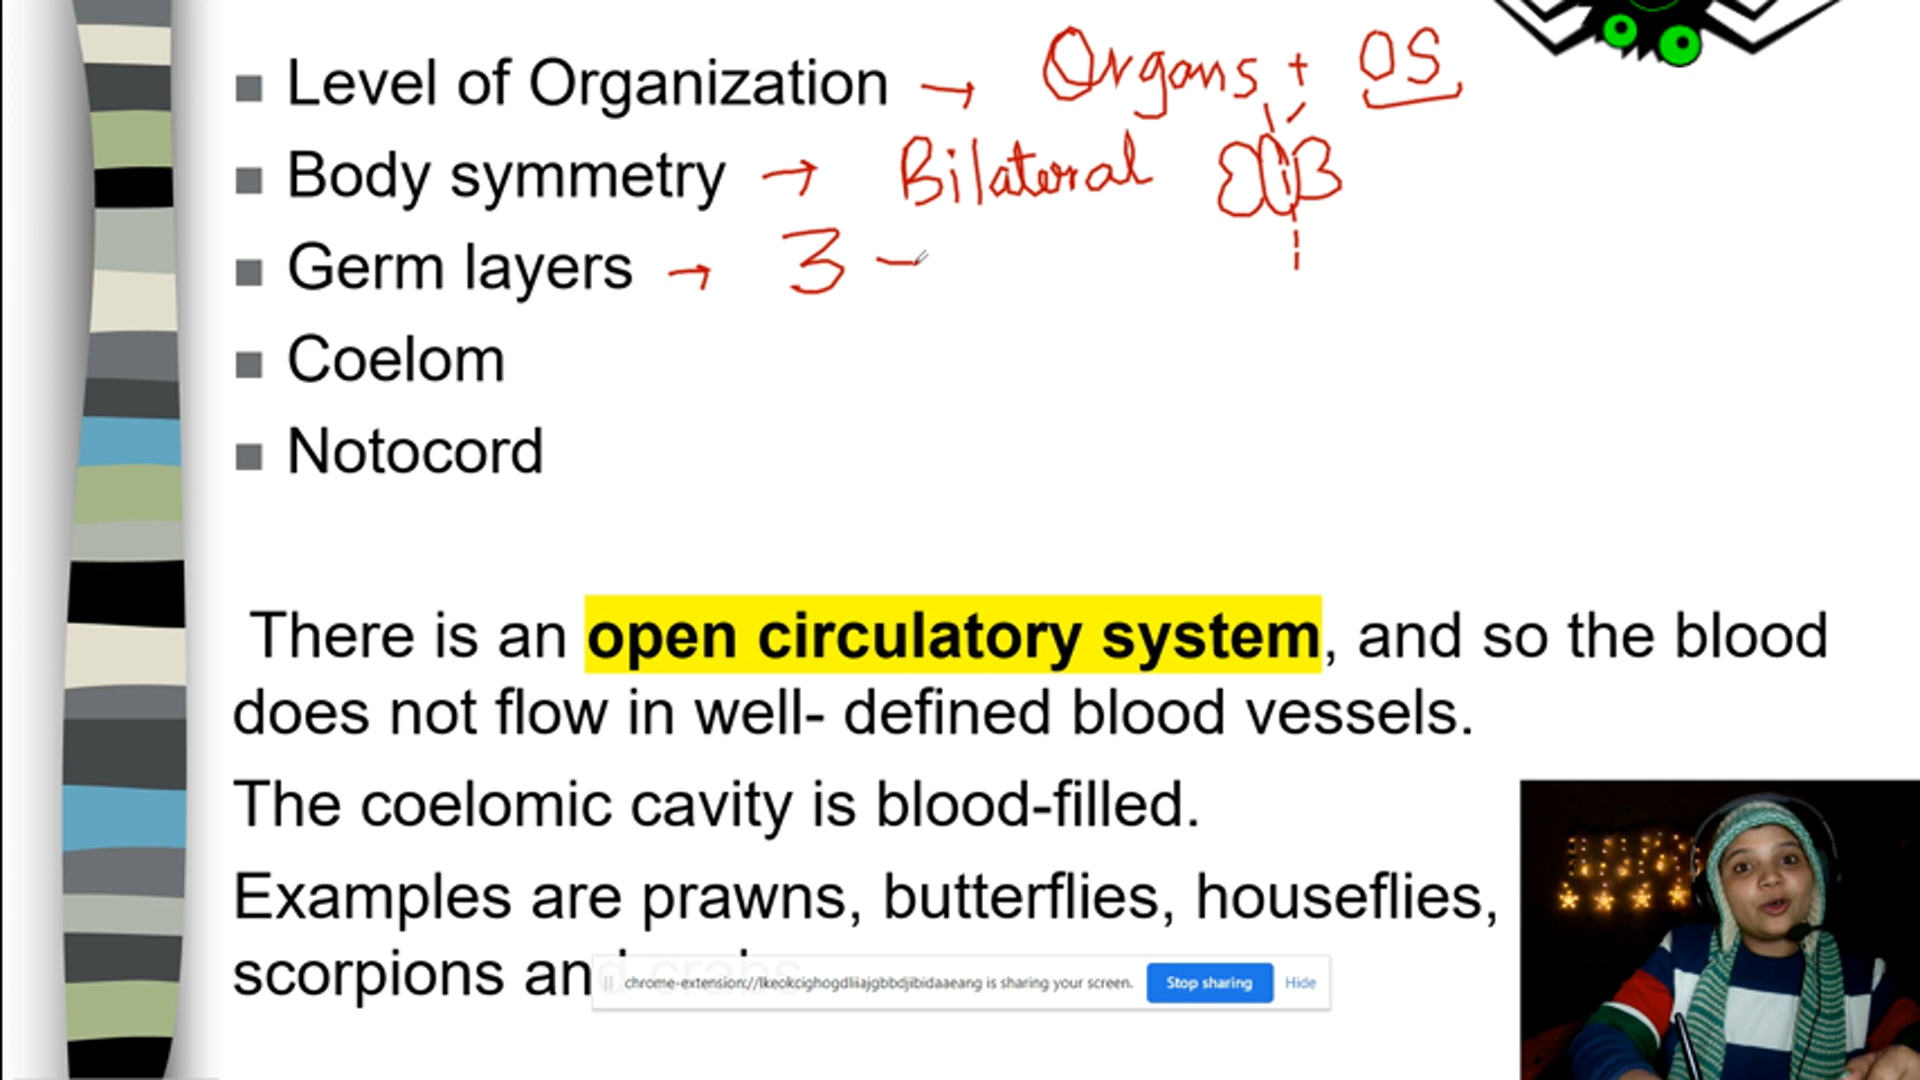 Level of Organization → Organs + OS
Body symmetry → Bilateral
Germ layers → 3 -
Coelom
Notocord
There is an open circulatory system, and so the blood
does not flow in well- defined blood vessels.
The coelomic cavity is blood-filled.
Examples are prawns, butterflies, houseflies,
scorpions and crabs
chrome-extension://lkeokcighogdliiajgbbdjibidaaeang is sharing your screen. Stop sharing Hide